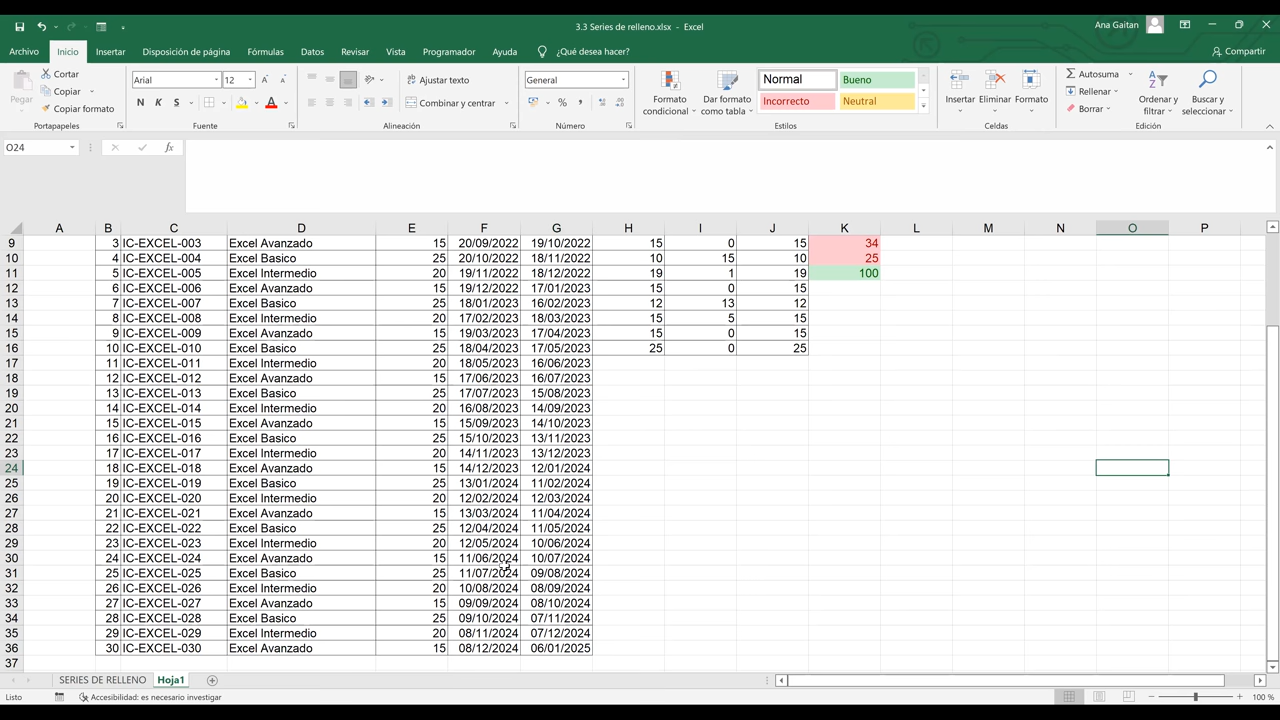 3.3 Series de relleno.xlsx - Excel
Ana Gaitan
Archivo Inicio Insertar Disposición de página Fórmulas Datos Revisar Vista Programador Ayuda ¿Qué desea hacer? Compartir
Pegar Cortar Copiar Copiar formato
Arial 12
N K S
Ajustar texto
Combinar y centrar
General
% 000
Formato condicional Dar formato como tabla
Normal Bueno
Incorrecto Neutral
Insertar Eliminar Formato
Autosuma
Rellenar
Borrar
Ordenar y filtrar Buscar y seleccionar
Portapapeles Fuente Alineación Número Estilos Celdas Edición
O24 fx
A B C D E F G H I J K L M N O P
9 3 IC-EXCEL-003 Excel Avanzado 15 20/09/2022 19/10/2022 15 0 15 34
10 4 IC-EXCEL-004 Excel Basico 25 20/10/2022 18/11/2022 10 15 10 25
11 5 IC-EXCEL-005 Excel Intermedio 20 19/11/2022 18/12/2022 19 1 19 100
12 6 IC-EXCEL-006 Excel Avanzado 15 19/12/2022 17/01/2023 15 0 15
13 7 IC-EXCEL-007 Excel Basico 25 18/01/2023 16/02/2023 12 13 12
14 8 IC-EXCEL-008 Excel Intermedio 20 17/02/2023 18/03/2023 15 5 15
15 9 IC-EXCEL-009 Excel Avanzado 15 19/03/2023 17/04/2023 15 0 15
16 10 IC-EXCEL-010 Excel Basico 25 18/04/2023 17/05/2023 25 0 25
17 11 IC-EXCEL-011 Excel Intermedio 20 18/05/2023 16/06/2023
18 12 IC-EXCEL-012 Excel Avanzado 15 17/06/2023 16/07/2023
19 13 IC-EXCEL-013 Excel Basico 25 17/07/2023 15/08/2023
20 14 IC-EXCEL-014 Excel Intermedio 20 16/08/2023 14/09/2023
21 15 IC-EXCEL-015 Excel Avanzado 15 15/09/2023 14/10/2023
22 16 IC-EXCEL-016 Excel Basico 25 15/10/2023 13/11/2023
23 17 IC-EXCEL-017 Excel Intermedio 20 14/11/2023 13/12/2023
24 18 IC-EXCEL-018 Excel Avanzado 15 14/12/2023 12/01/2024
25 19 IC-EXCEL-019 Excel Basico 25 13/01/2024 11/02/2024
26 20 IC-EXCEL-020 Excel Intermedio 20 12/02/2024 12/03/2024
27 21 IC-EXCEL-021 Excel Avanzado 15 13/03/2024 11/04/2024
28 22 IC-EXCEL-022 Excel Basico 25 12/04/2024 11/05/2024
29 23 IC-EXCEL-023 Excel Intermedio 20 12/05/2024 10/06/2024
30 24 IC-EXCEL-024 Excel Avanzado 15 11/06/2024 10/07/2024
31 25 IC-EXCEL-025 Excel Basico 25 11/07/2024 09/08/2024
32 26 IC-EXCEL-026 Excel Intermedio 20 10/08/2024 08/09/2024
33 27 IC-EXCEL-027 Excel Avanzado 15 09/09/2024 08/10/2024
34 28 IC-EXCEL-028 Excel Basico 25 09/10/2024 07/11/2024
35 29 IC-EXCEL-029 Excel Intermedio 20 08/11/2024 07/12/2024
36 30 IC-EXCEL-030 Excel Avanzado 15 08/12/2024 06/01/2025
37
SERIES DE RELLENO Hoja1
Listo Accesibilidad: es necesario investigar 100 %